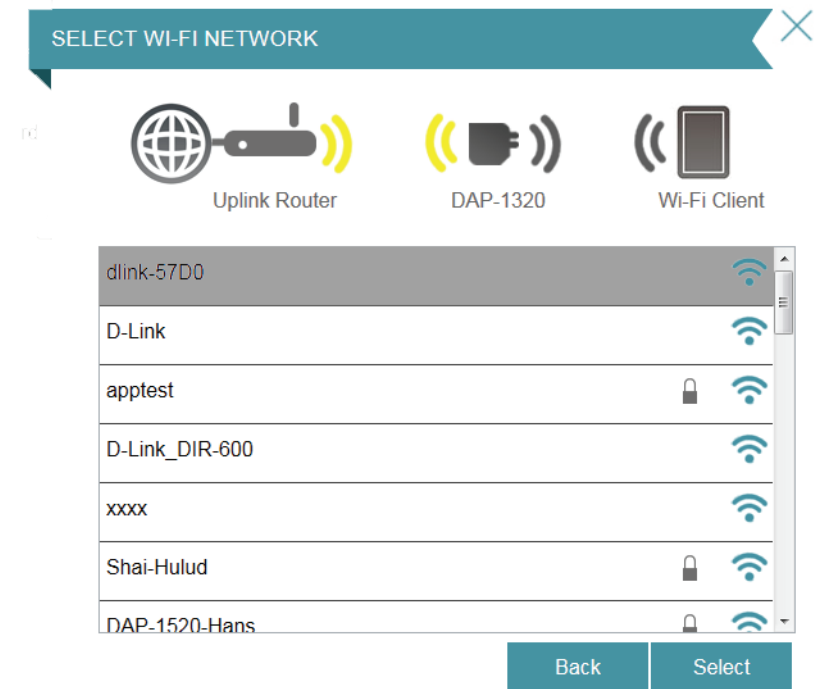 SELECT WI-FI NETWORK
Uplink Router DAP-1320 Wi-Fi Client
dlink-57D0
D-Link
apptest
D-Link_DIR-600
xxxx
Shai-Hulud
DAP-1520-Hans
Back Select